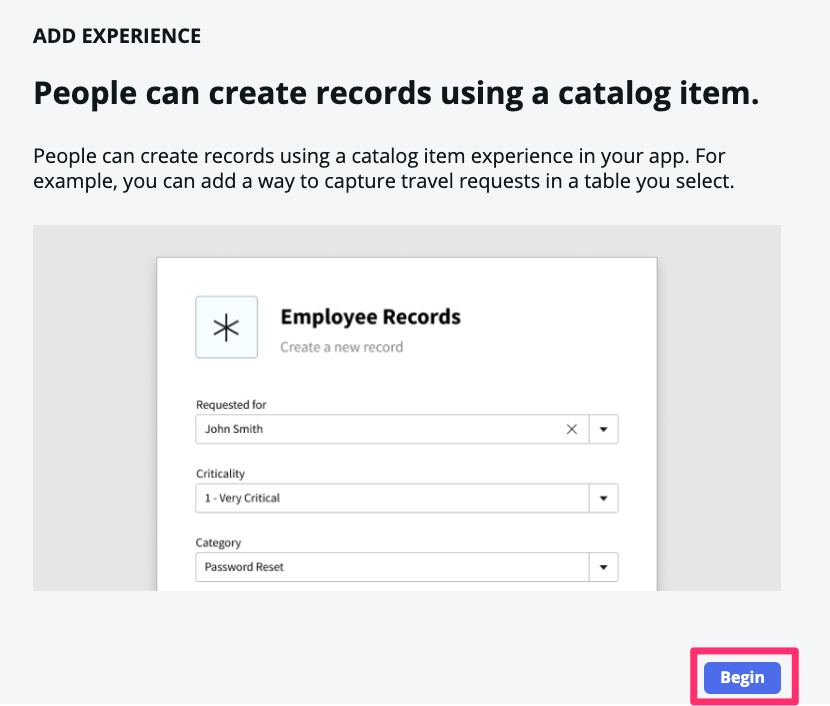 ADD EXPERIENCE
People can create records using a catalog item.
People can create records using a catalog item experience in your app. For
example, you can add a way to capture travel requests in a table you select.
Employee Records
Create a new record
Requested for
John Smith
Criticality
1 - Very Critical
Category
Password Reset
Begin